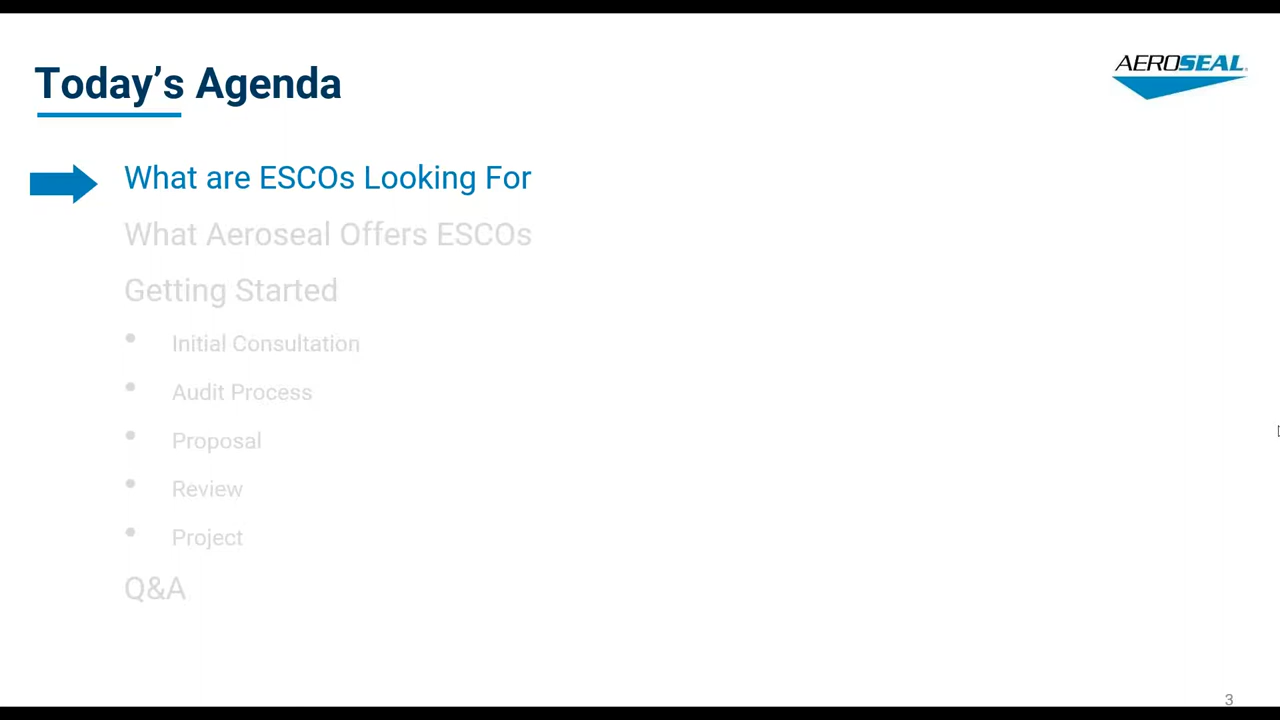 Today’s Agenda
AEROSEAL
What are ESCOs Looking For
What Aeroseal Offers ESCOs
Getting Started
• Initial Consultation
• Audit Process
• Proposal
• Review
• Project
Q&A
3